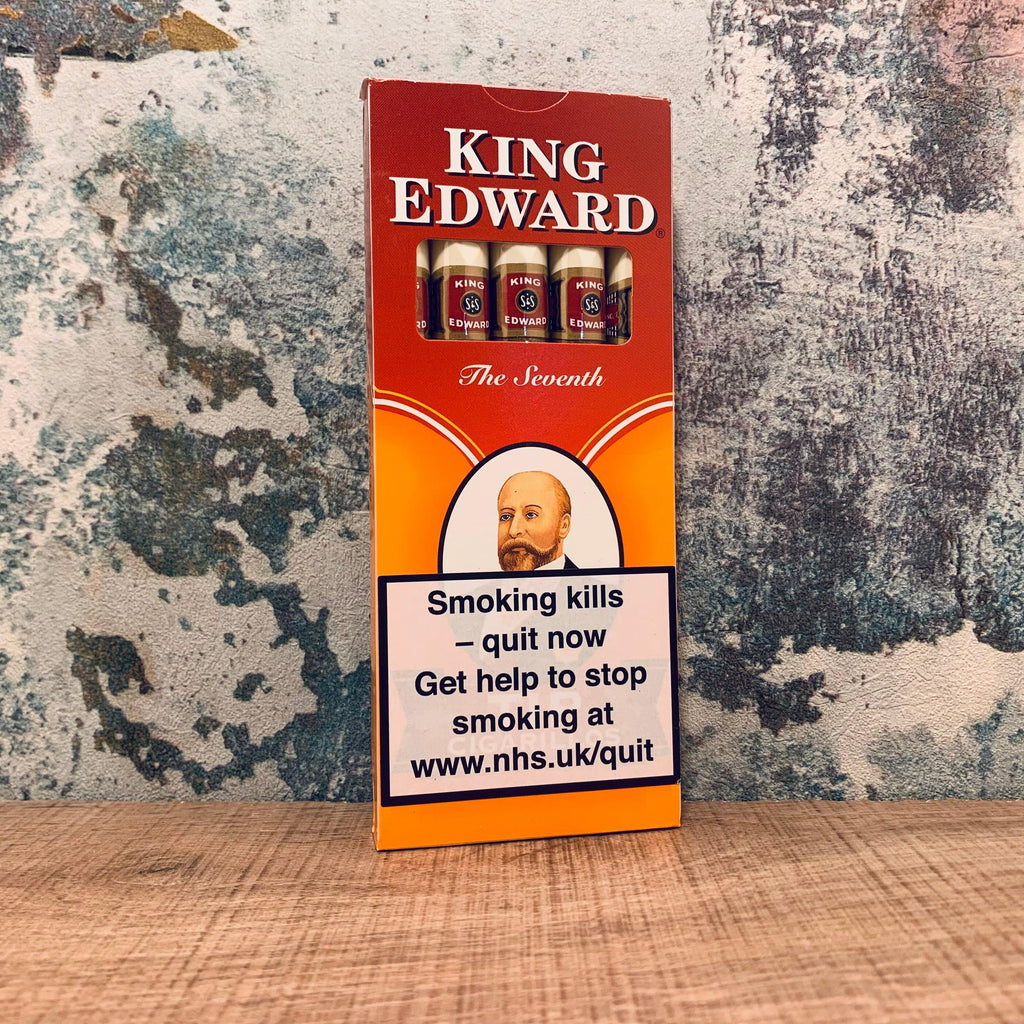 KING
EDWARD®
KING
S&S
EDWARD
KING
S&S
EDWARD
KING
S&S
EDWARD
The Seventh
Smoking kills
– quit now
Get help to stop
smoking at
www.nhs.uk/quit